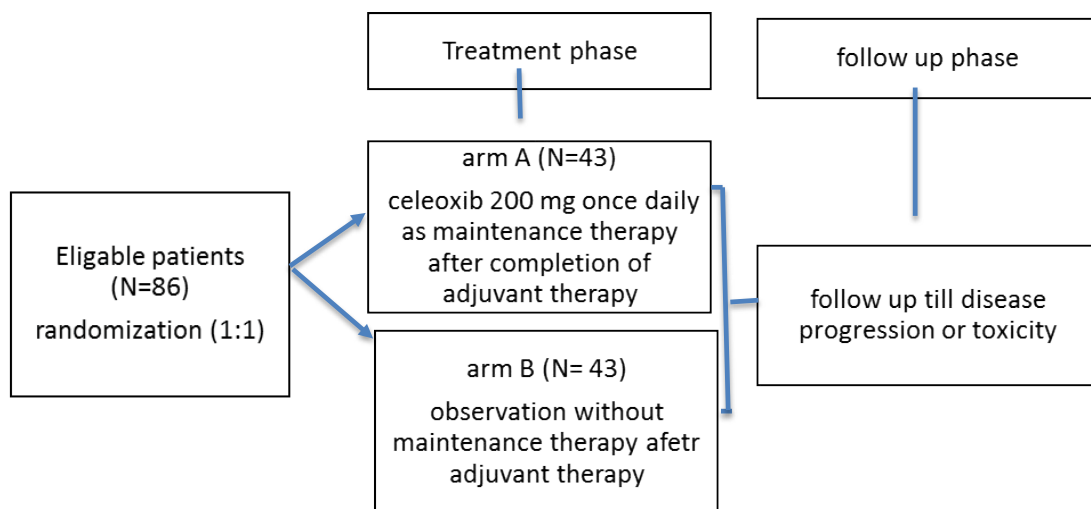 Treatment phase
follow up phase
Eligable patients
(N=86)
randomization (1:1)
arm A (N=43)
celeoxib 200 mg once daily
as maintenance therapy
after completion of
adjuvant therapy
arm B (N= 43)
observation without
maintenance therapy afetr
adjuvant therapy
follow up till disease
progression or toxicity